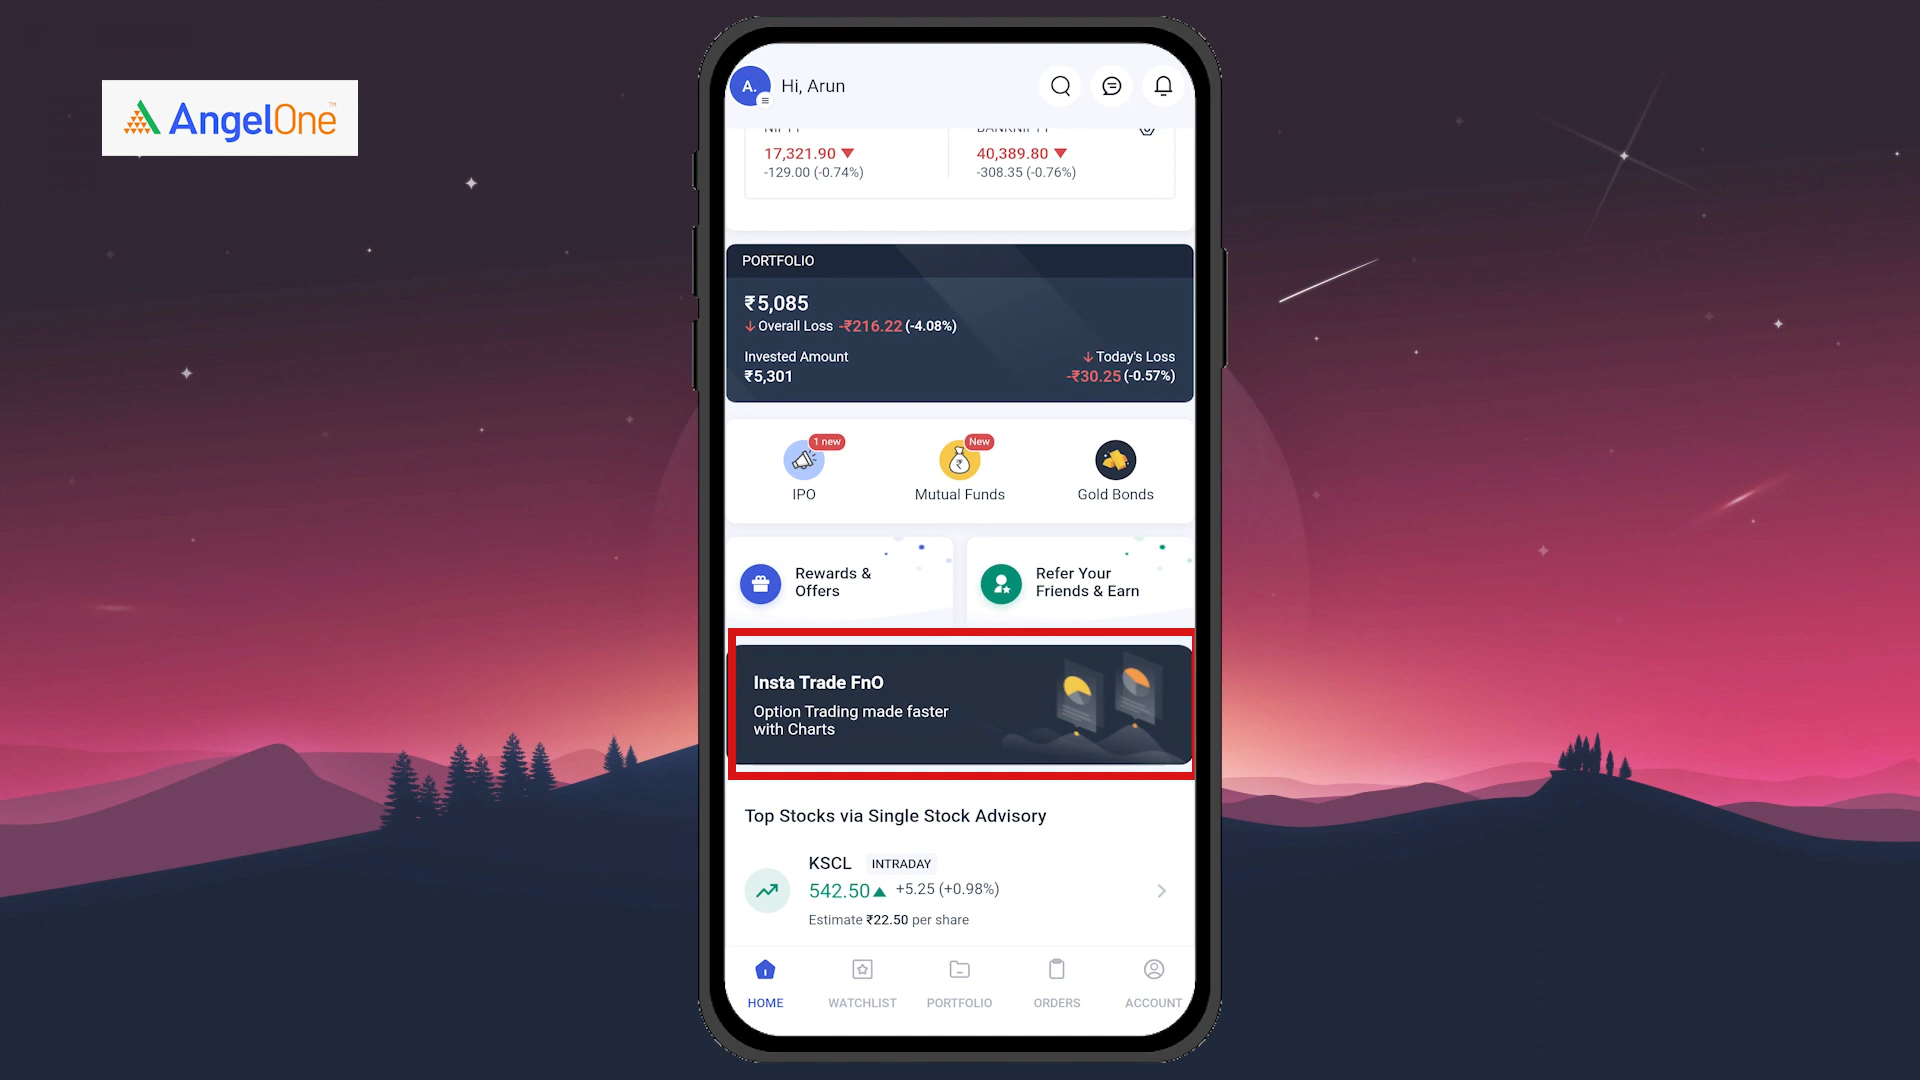 AngelOne™
A. Hi, Arun
NIFTY BANKNIFTY
17,321.90 ▼ 40,389.80 ▼
-129.00 (-0.74%) -308.35 (-0.76%)
PORTFOLIO
₹5,085
↓ Overall Loss -₹216.22 (-4.08%)
Invested Amount ↓ Today's Loss
₹5,301 -₹30.25 (-0.57%)
1 new New
IPO Mutual Funds Gold Bonds
Rewards & Refer Your
Offers Friends & Earn
Insta Trade FnO
Option Trading made faster
with Charts
Top Stocks via Single Stock Advisory
KSCL INTRADAY
542.50 ▲ +5.25 (+0.98%)
Estimate ₹22.50 per share
HOME WATCHLIST PORTFOLIO ORDERS ACCOUNT